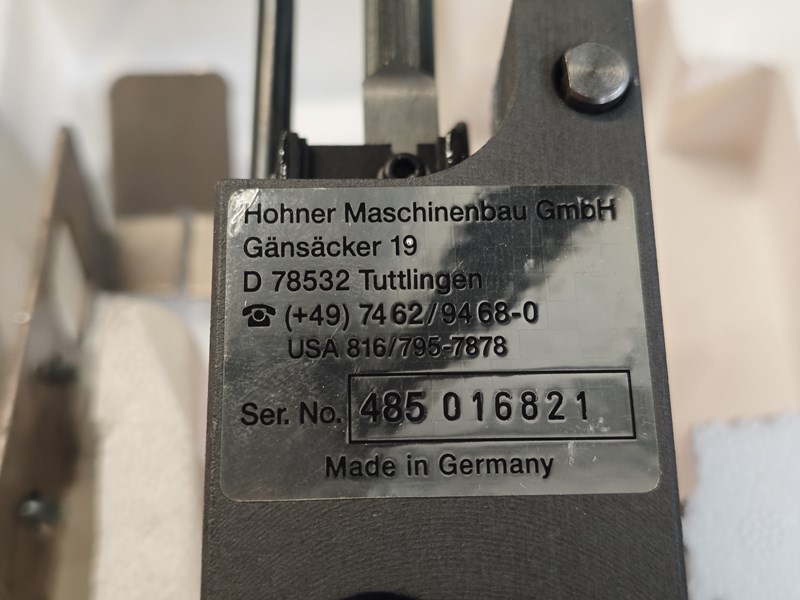 Hohner Maschinenbau GmbH
Gänsäcker 19
D 78532 Tuttlingen
☎ (+49) 74 62/94 68-0
USA 816/795-7878
Ser. No. 485 016821
Made in Germany